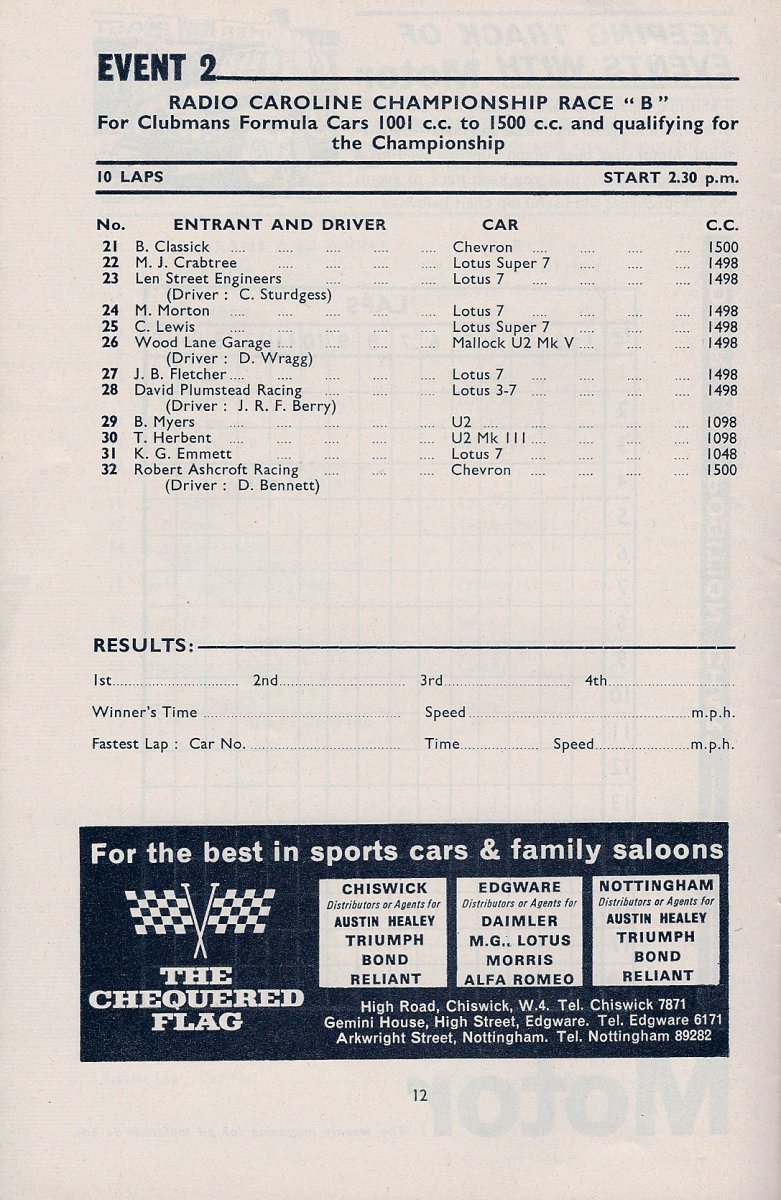 EVENT 2
RADIO CAROLINE CHAMPIONSHIP RACE "B"
For Clubmans Formula Cars 1001 c.c. to 1500 c.c. and qualifying for
the Championship
10 LAPS START 2.30 p.m.
No. ENTRANT AND DRIVER CAR C.C.
21 B. Classick .... .... .... .... .... Chevron .... .... .... .... 1500
22 M. J. Crabtree .... .... .... .... Lotus Super 7 .... .... .... 1498
23 Len Street Engineers .... .... .... Lotus 7 .... .... .... .... 1498
(Driver : C. Sturdgess)
24 M. Morton .... .... .... .... .... Lotus 7 .... .... .... .... 1498
25 C. Lewis .... .... .... .... .... Lotus Super 7 .... .... .... 1498
26 Wood Lane Garage .... .... .... .... Mallock U2 Mk V .... .... .... 1498
(Driver : D. Wragg)
27 J. B. Fletcher .... .... .... .... .... Lotus 7 .... .... .... .... 1498
28 David Plumstead Racing .... .... .... Lotus 3-7 .... .... .... .... 1498
(Driver : J. R. F. Berry)
29 B. Myers .... .... .... .... .... U2 .... .... .... .... 1098
30 T. Herbent .... .... .... .... .... U2 Mk III .... .... .... .... 1098
31 K. G. Emmett .... .... .... .... Lotus 7 .... .... .... .... 1048
32 Robert Ashcroft Racing .... .... .... Chevron .... .... .... .... 1500
(Driver : D. Bennett)
RESULTS:
1st.............................. 2nd.............................. 3rd.............................. 4th..............................
Winner's Time .............................. Speed..............................m.p.h.
Fastest Lap : Car No. .............................. Time.................... Speed....................m.p.h.
For the best in sports cars & family saloons
THE
CHEQUERED
FLAG
CHISWICK
Distributors or Agents for
AUSTIN HEALEY
TRIUMPH
BOND
RELIANT
EDGWARE
Distributors or Agents for
DAIMLER
M.G., LOTUS
MORRIS
ALFA ROMEO
NOTTINGHAM
Distributors or Agents for
AUSTIN HEALEY
TRIUMPH
BOND
RELIANT
High Road, Chiswick, W.4. Tel. Chiswick 7871
Gemini House, High Street, Edgware. Tel. Edgware 6171
Arkwright Street, Nottingham. Tel. Nottingham 89282
12